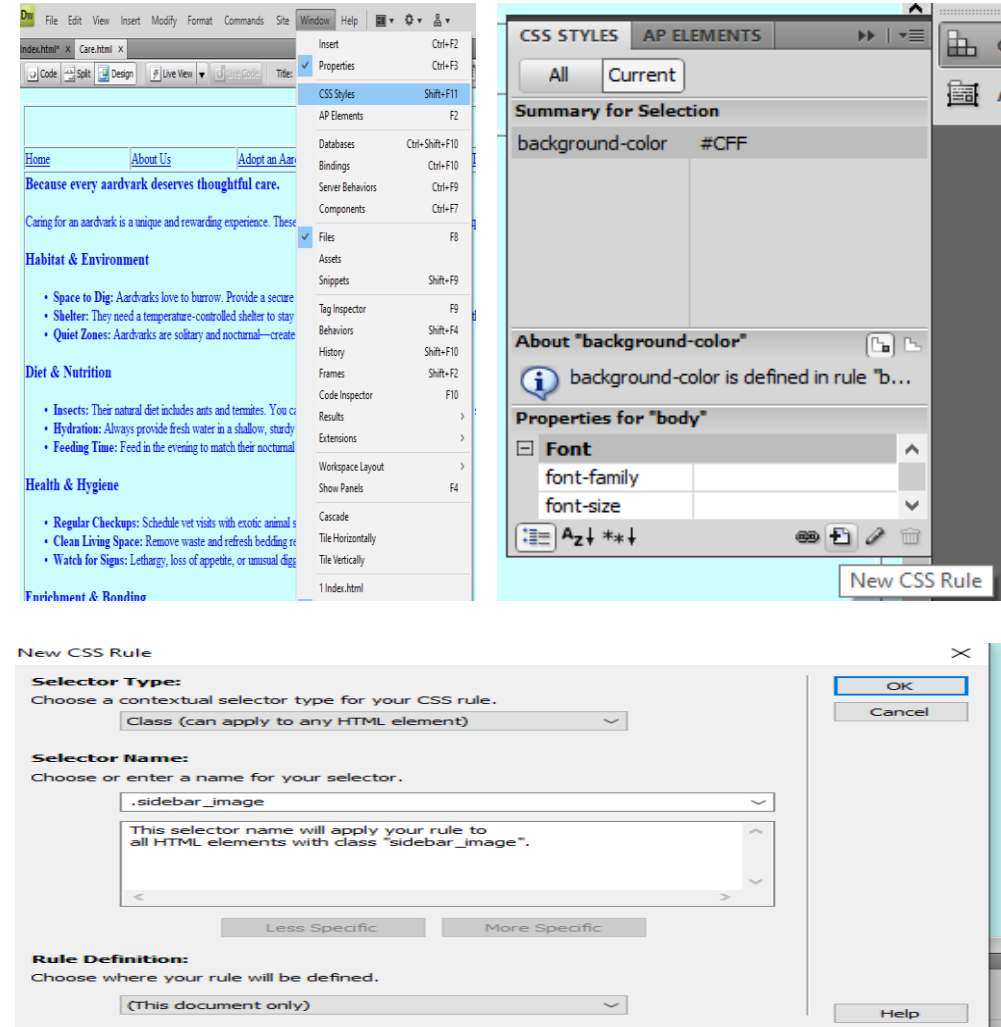 Dw File Edit View Insert Modify Format Commands Site Window Help
Index.html* X Care.html X
Code Split Design Live View Live Code Title:
Home About Us Adopt an Aar
Because every aardvark deserves thoughtful care.
Caring for an aardvark is a unique and rewarding experience. These
Habitat & Environment
• Space to Dig: Aardvarks love to burrow. Provide a secure
• Shelter: They need a temperature-controlled shelter to stay
• Quiet Zones: Aardvarks are solitary and nocturnal—create
Diet & Nutrition
• Insects: Their natural diet includes ants and termites. You ca
• Hydration: Always provide fresh water in a shallow, sturdy
• Feeding Time: Feed in the evening to match their nocturnal
Health & Hygiene
• Regular Checkups: Schedule vet visits with exotic animal s
• Clean Living Space: Remove waste and refresh bedding re
• Watch for Signs: Lethargy, loss of appetite, or unusual digg
Enrichment & Bonding
Insert Ctrl+F2
Properties Ctrl+F3
CSS Styles Shift+F11
AP Elements F2
Databases Ctrl+Shift+F10
Bindings Ctrl+F10
Server Behaviors Ctrl+F9
Components Ctrl+F7
Files F8
Assets
Snippets Shift+F9
Tag Inspector F9
Behaviors Shift+F4
History Shift+F10
Frames Shift+F2
Code Inspector F10
Results
Extensions
Workspace Layout
Show Panels F4
Cascade
Tile Horizontally
Tile Vertically
1 Index.html
CSS STYLES AP ELEMENTS
All Current
Summary for Selection
background-color #CFF
About "background-color"
background-color is defined in rule "b...
Properties for "body"
Font
font-family
font-size
New CSS Rule
New CSS Rule
Selector Type:
Choose a contextual selector type for your CSS rule.
Class (can apply to any HTML element)
Selector Name:
Choose or enter a name for your selector.
.sidebar_image
This selector name will apply your rule to
all HTML elements with class "sidebar_image".
Less Specific More Specific
Rule Definition:
Choose where your rule will be defined.
(This document only)
OK
Cancel
Help